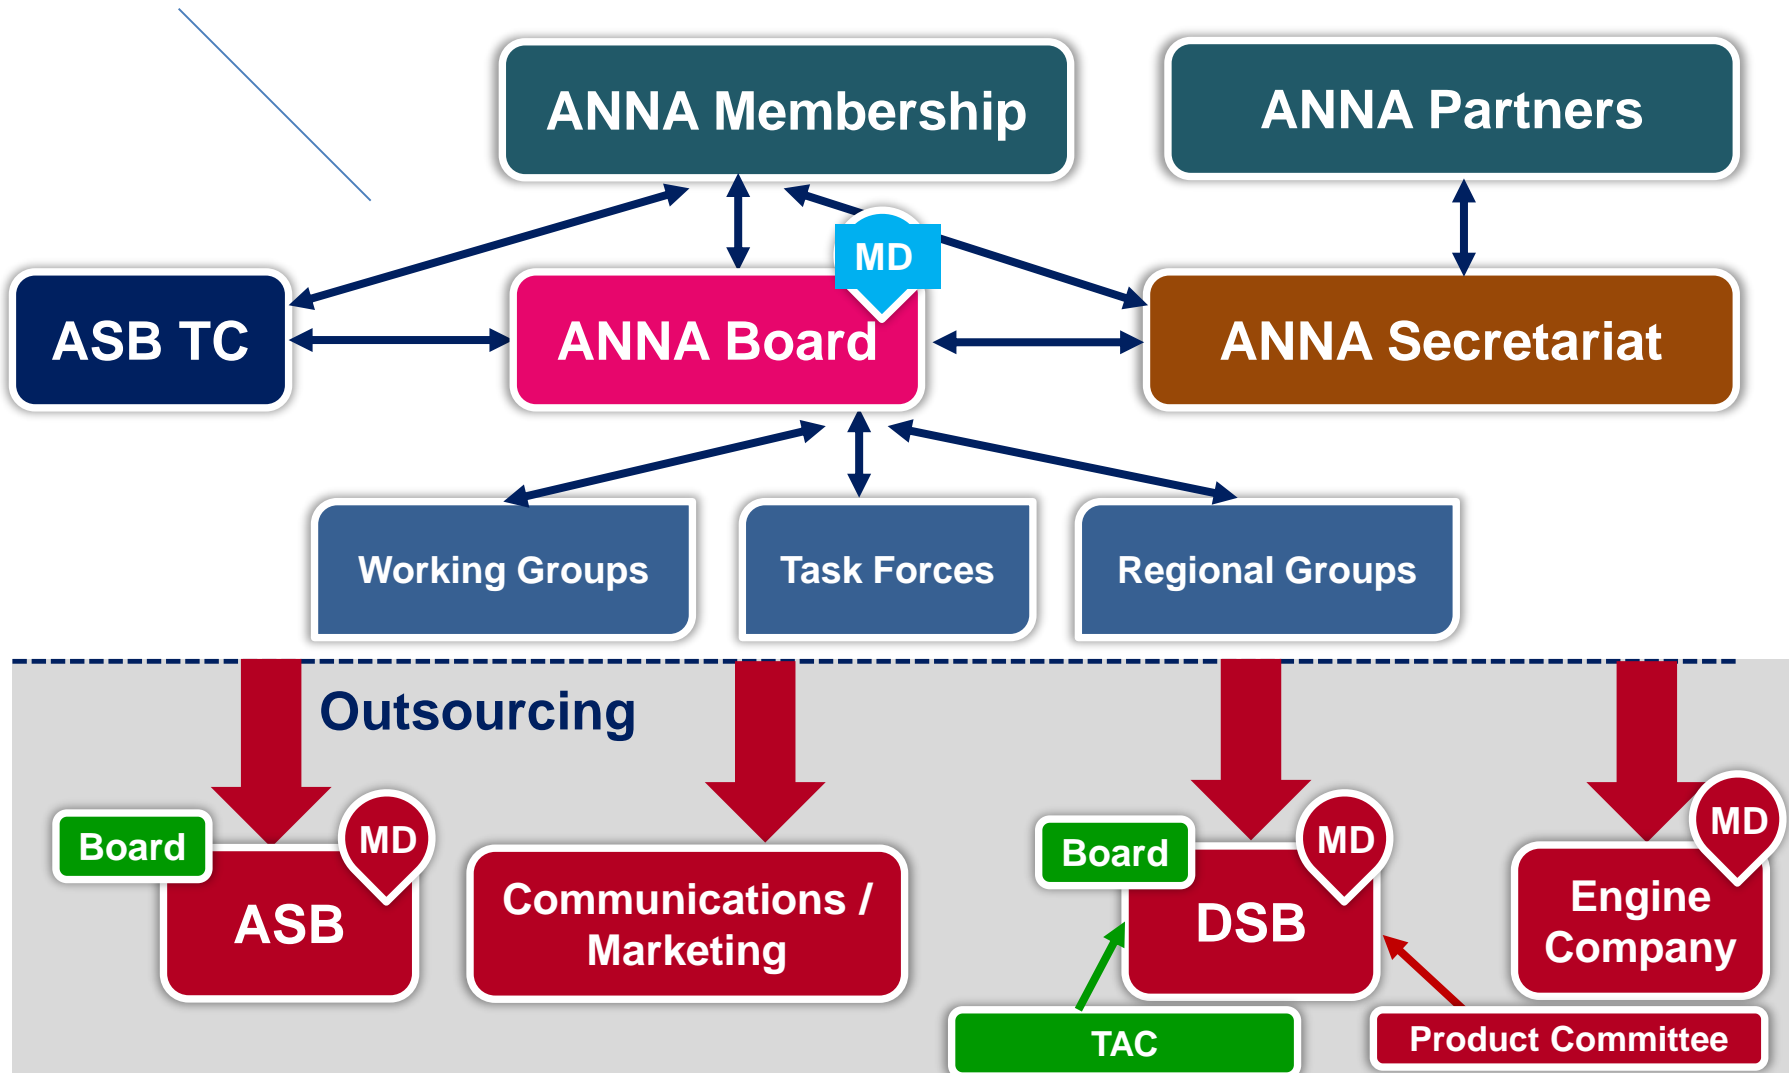 ANNA Membership
ANNA Partners
MD
ASB TC
ANNA Board
ANNA Secretariat
Working Groups
Task Forces
Regional Groups
Outsourcing
Board
MD
ASB
Communications /
Marketing
Board
MD
DSB
MD
Engine
Company
TAC
Product Committee